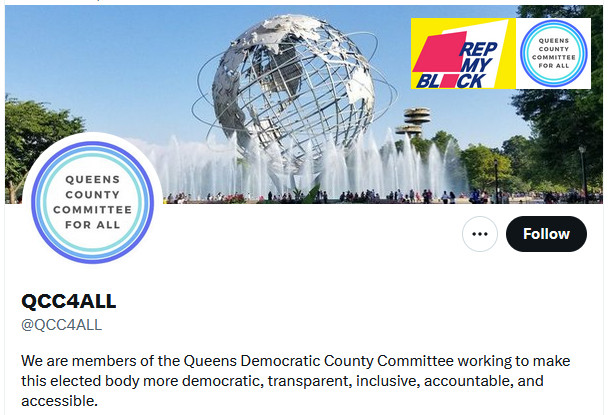 REP
MY
BL CK
QUEENS
COUNTY
COMMITTEE
FOR ALL
QUEENS
COUNTY
COMMITTEE
FOR ALL
Follow
QCC4ALL
@QCC4ALL
We are members of the Queens Democratic County Committee working to make
this elected body more democratic, transparent, inclusive, accountable, and
accessible.